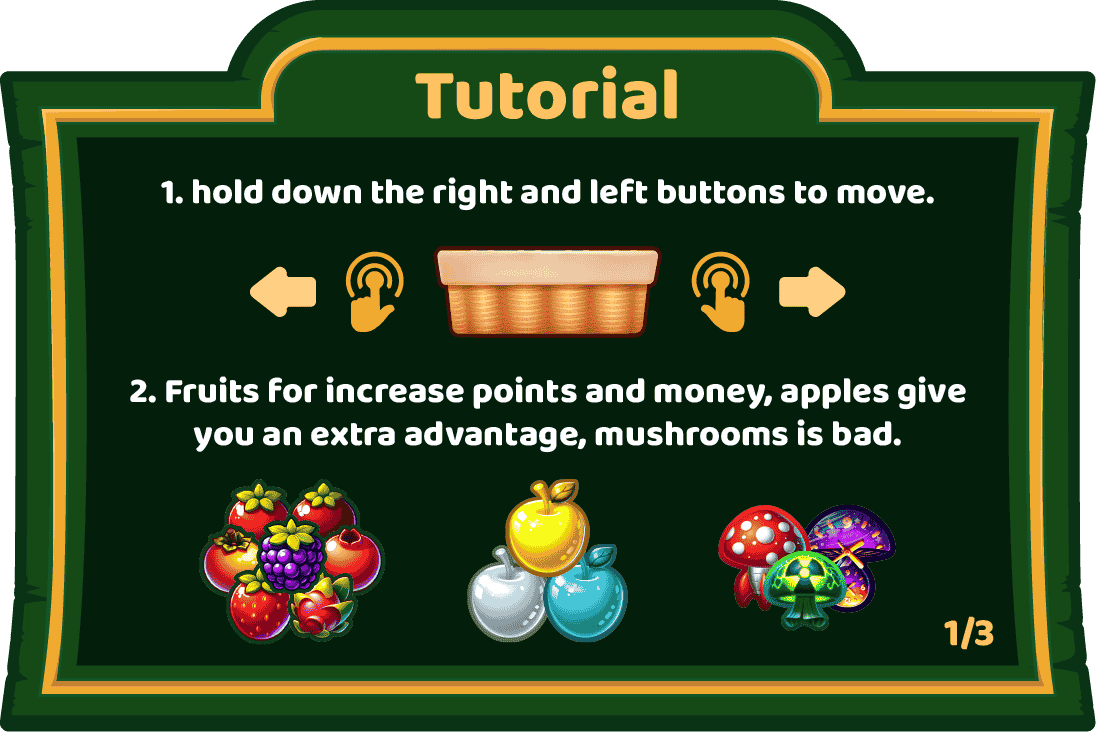 Tutorial
1. hold down the right and left buttons to move.
2. Fruits for increase points and money, apples give
you an extra advantage, mushrooms is bad.
1/3